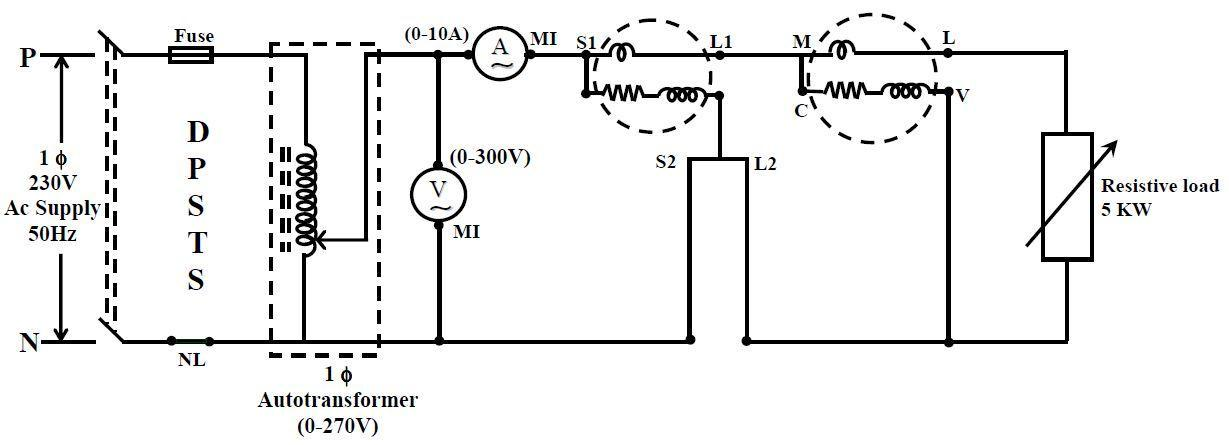 P
1 ϕ
230V
Ac Supply
50Hz
N
Fuse
D
P
S
T
S
NL
1 ϕ
Autotransformer
(0-270V)
(0-10A)
A
~
MI
(0-300V)
V
~
MI
S1
L1
S2
L2
M
L
C
V
Resistive load
5 KW